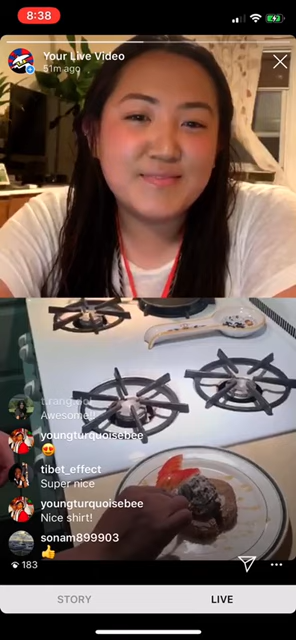 8:38
Your Live Video
51m ago
Awesome!!
youngturquoisebee
😍
tibet_effect
Super nice
youngturquoisebee
Nice shirt!
sonam899903
👍
183
STORY
LIVE